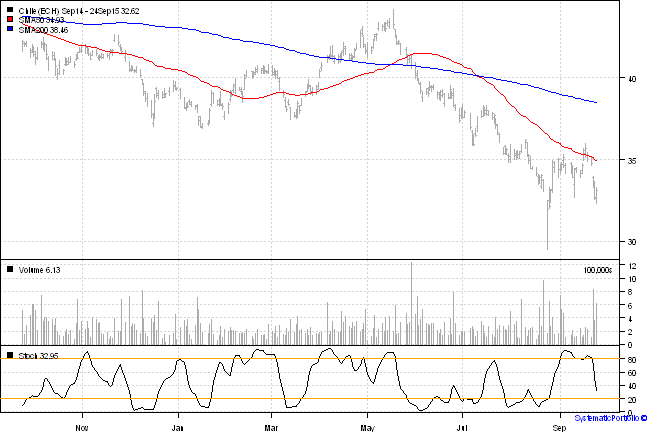 Chile (ECH) Sep14 - 24Sep15 32.62
SMA50 34.93
SMA200 38.46
40
35
30
Volume 6.13
100,000s
12
10
8
6
4
2
0
Stoch 32.95
80
60
40
20
0
Nov Jan Mar May Jul Sep
SystematicPortfolio ©